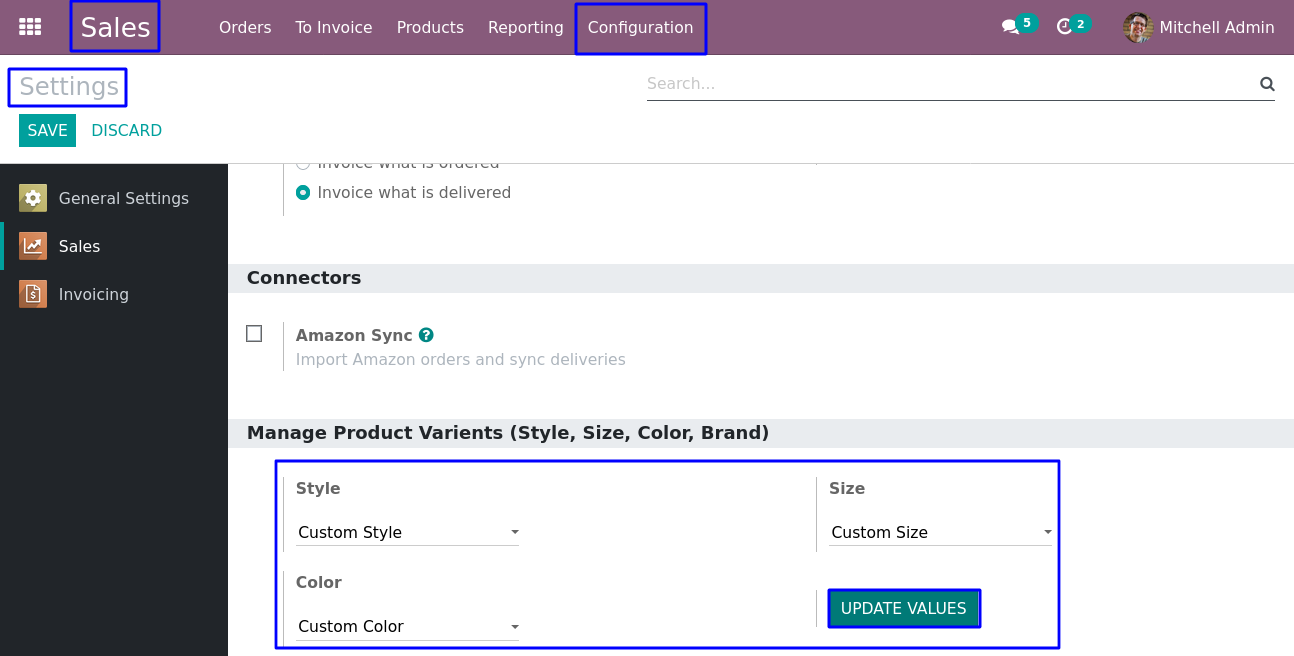 Sales Orders To Invoice Products Reporting Configuration 5 2 Mitchell Admin
Settings Search...
SAVE DISCARD
General Settings
Sales
Invoicing
Invoice what is ordered
Invoice what is delivered
Connectors
Amazon Sync ?
Import Amazon orders and sync deliveries
Manage Product Varients (Style, Size, Color, Brand)
Style Size
Custom Style Custom Size
Color
UPDATE VALUES
Custom Color